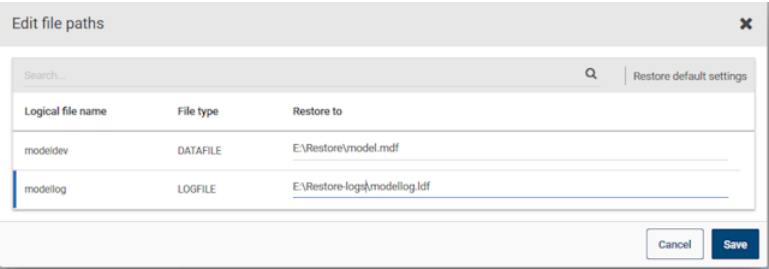 Edit file paths
Search...
Restore default settings
Logical file name File type Restore to
modeldev DATAFILE E:\Restore\model.mdf
modellog LOGFILE E:\Restore-logs\modellog.ldf
Cancel Save